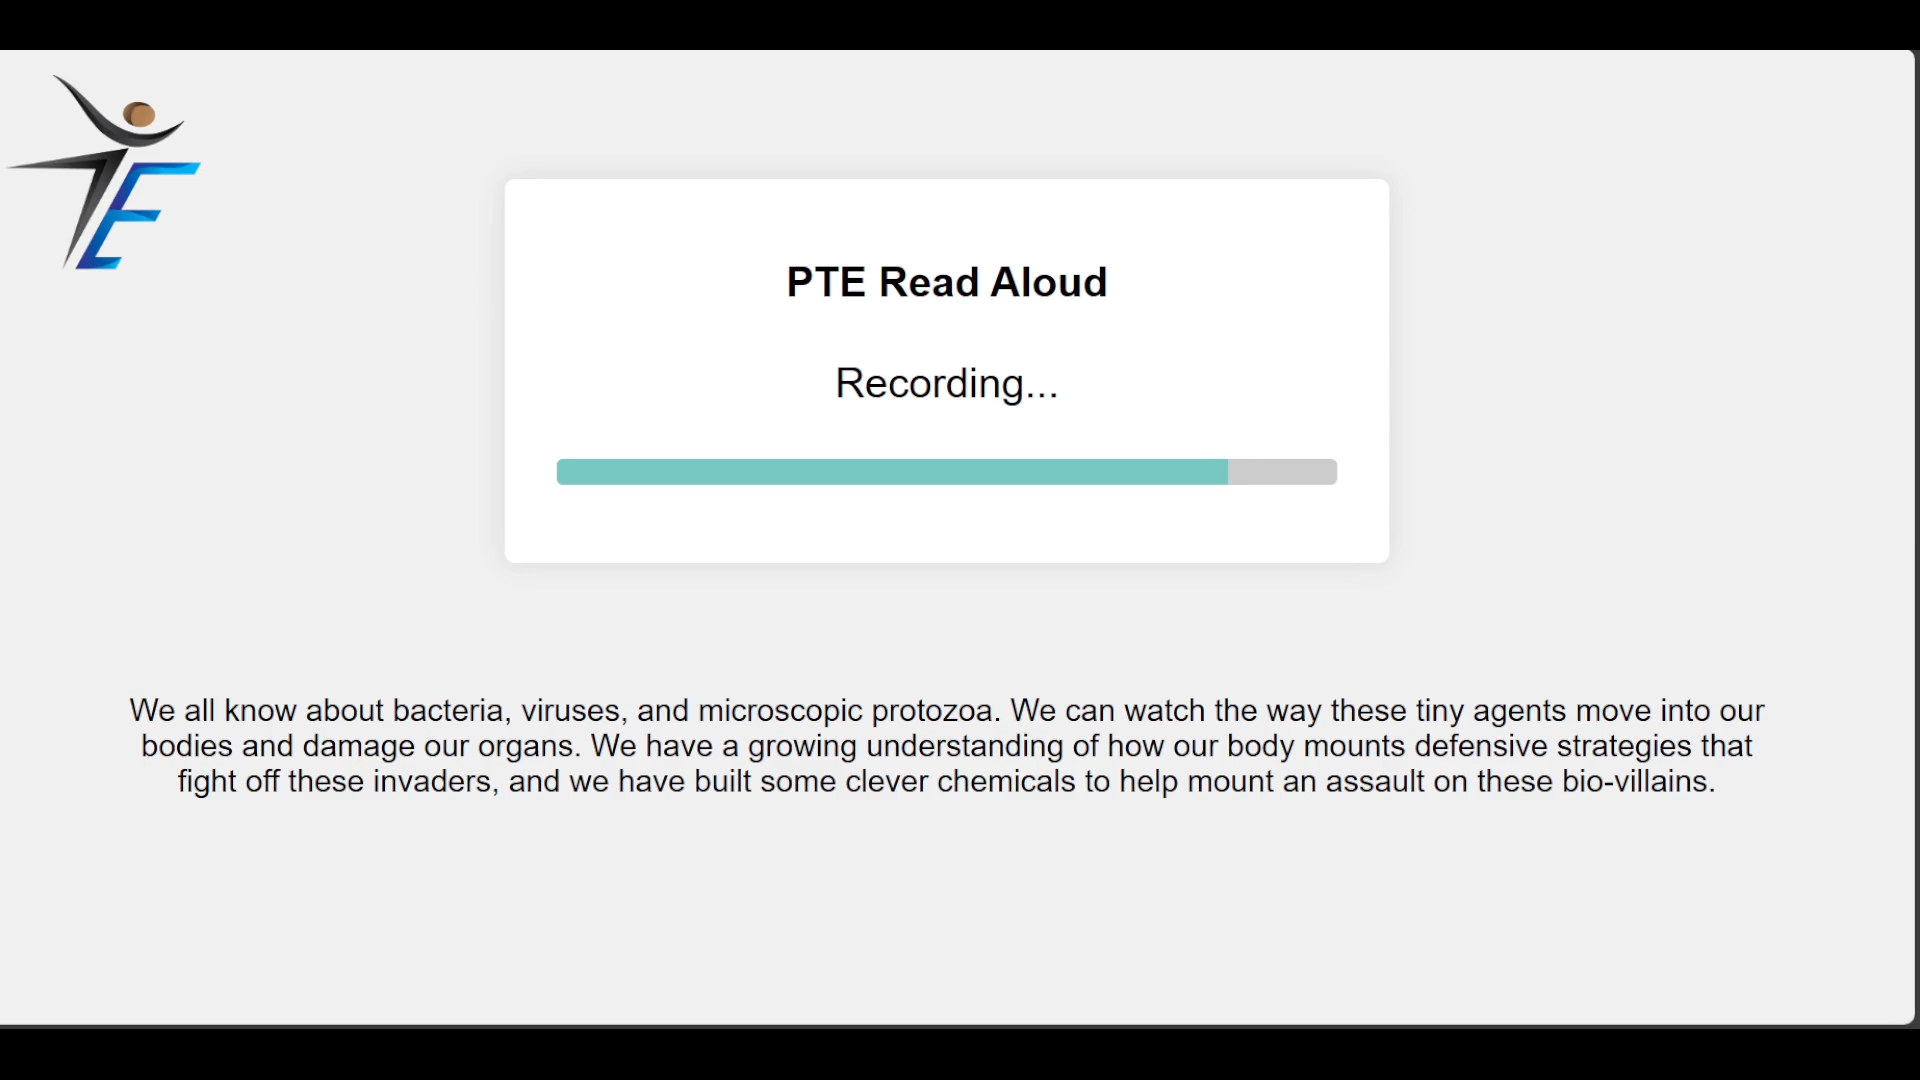 PTE Read Aloud
Recording...
We all know about bacteria, viruses, and microscopic protozoa. We can watch the way these tiny agents move into our
bodies and damage our organs. We have a growing understanding of how our body mounts defensive strategies that
fight off these invaders, and we have built some clever chemicals to help mount an assault on these bio-villains.